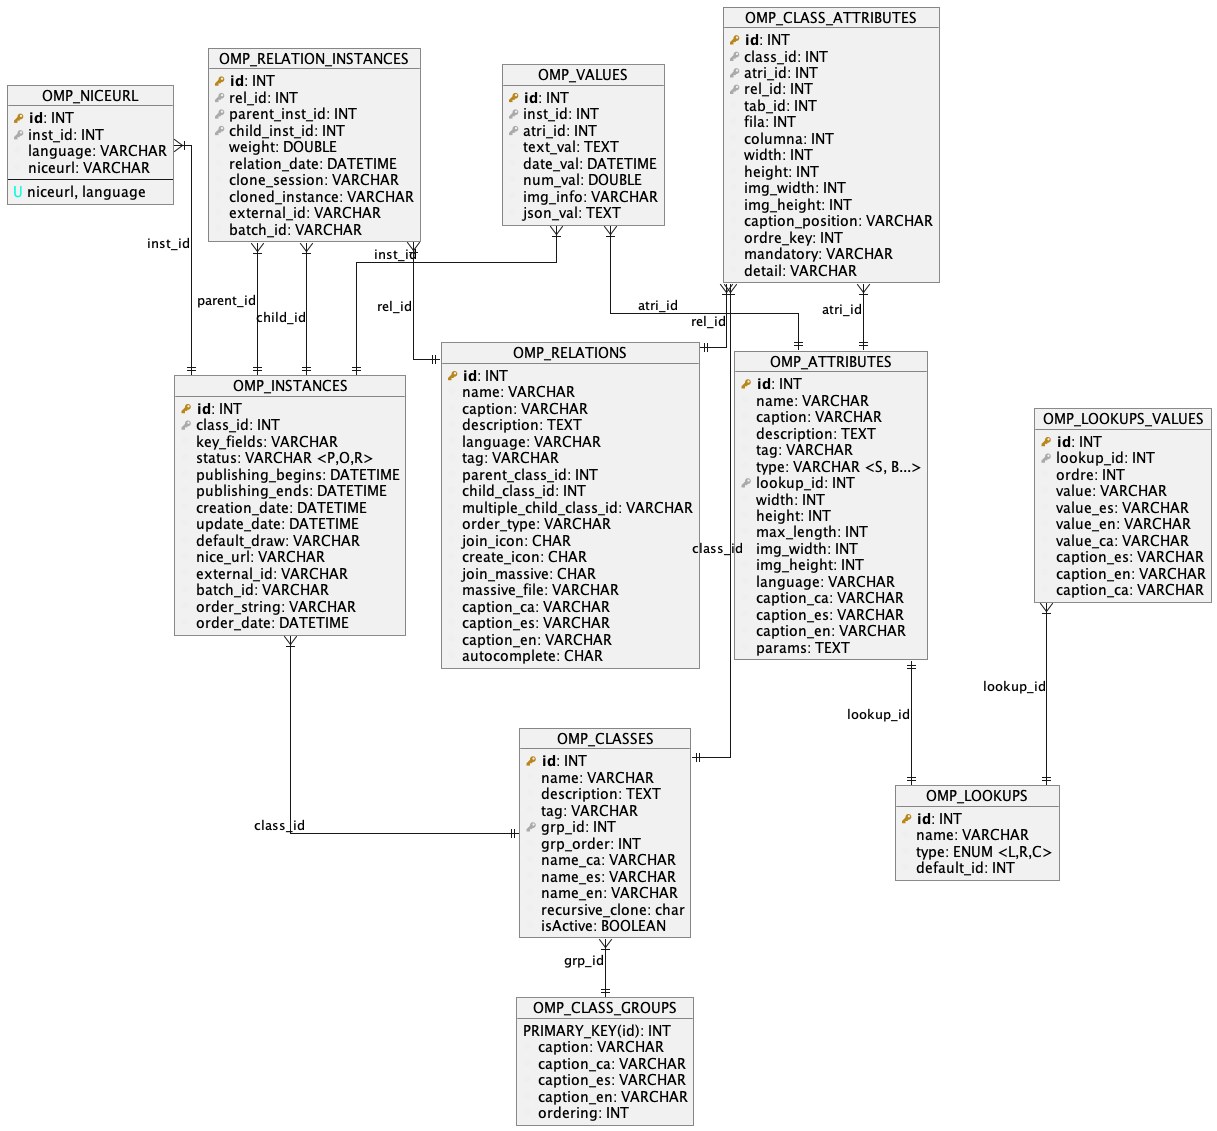 OMP_CLASS_ATTRIBUTES
id: INT
class_id: INT
atri_id: INT
rel_id: INT
tab_id: INT
fila: INT
columna: INT
width: INT
height: INT
img_width: INT
img_height: INT
caption_position: VARCHAR
ordre_key: INT
mandatory: VARCHAR
detail: VARCHAR
OMP_RELATION_INSTANCES
id: INT
rel_id: INT
parent_inst_id: INT
child_inst_id: INT
weight: DOUBLE
relation_date: DATETIME
clone_session: VARCHAR
cloned_instance: VARCHAR
external_id: VARCHAR
batch_id: VARCHAR
OMP_VALUES
id: INT
inst_id: INT
atri_id: INT
text_val: TEXT
date_val: DATETIME
num_val: DOUBLE
img_info: VARCHAR
json_val: TEXT
OMP_NICEURL
id: INT
inst_id: INT
language: VARCHAR
niceurl: VARCHAR
U niceurl, language
inst_id
parent_id
child_id
inst_id
rel_id
atri_id
rel_id
atri_id
OMP_RELATIONS
id: INT
name: VARCHAR
caption: VARCHAR
description: TEXT
language: VARCHAR
tag: VARCHAR
parent_class_id: INT
child_class_id: INT
multiple_child_class_id: VARCHAR
order_type: VARCHAR
join_icon: CHAR
create_icon: CHAR
join_massive: CHAR
massive_file: VARCHAR
caption_ca: VARCHAR
caption_es: VARCHAR
caption_en: VARCHAR
autocomplete: CHAR
OMP_ATTRIBUTES
id: INT
name: VARCHAR
caption: VARCHAR
description: TEXT
tag: VARCHAR
type: VARCHAR <S, B...>
lookup_id: INT
width: INT
height: INT
max_length: INT
img_width: INT
img_height: INT
language: VARCHAR
caption_ca: VARCHAR
caption_es: VARCHAR
caption_en: VARCHAR
params: TEXT
OMP_INSTANCES
id: INT
class_id: INT
key_fields: VARCHAR
status: VARCHAR <P,O,R>
publishing_begins: DATETIME
publishing_ends: DATETIME
creation_date: DATETIME
update_date: DATETIME
default_draw: VARCHAR
nice_url: VARCHAR
external_id: VARCHAR
batch_id: VARCHAR
order_string: VARCHAR
order_date: DATETIME
OMP_LOOKUPS_VALUES
id: INT
lookup_id: INT
ordre: INT
value: VARCHAR
value_es: VARCHAR
value_en: VARCHAR
value_ca: VARCHAR
caption_es: VARCHAR
caption_en: VARCHAR
caption_ca: VARCHAR
class_id
lookup_id
lookup_id
class_id
OMP_CLASSES
id: INT
name: VARCHAR
description: TEXT
tag: VARCHAR
grp_id: INT
grp_order: INT
name_ca: VARCHAR
name_es: VARCHAR
name_en: VARCHAR
recursive_clone: char
isActive: BOOLEAN
OMP_LOOKUPS
id: INT
name: VARCHAR
type: ENUM <L,R,C>
default_id: INT
grp_id
OMP_CLASS_GROUPS
PRIMARY_KEY(id): INT
caption: VARCHAR
caption_ca: VARCHAR
caption_es: VARCHAR
caption_en: VARCHAR
ordering: INT